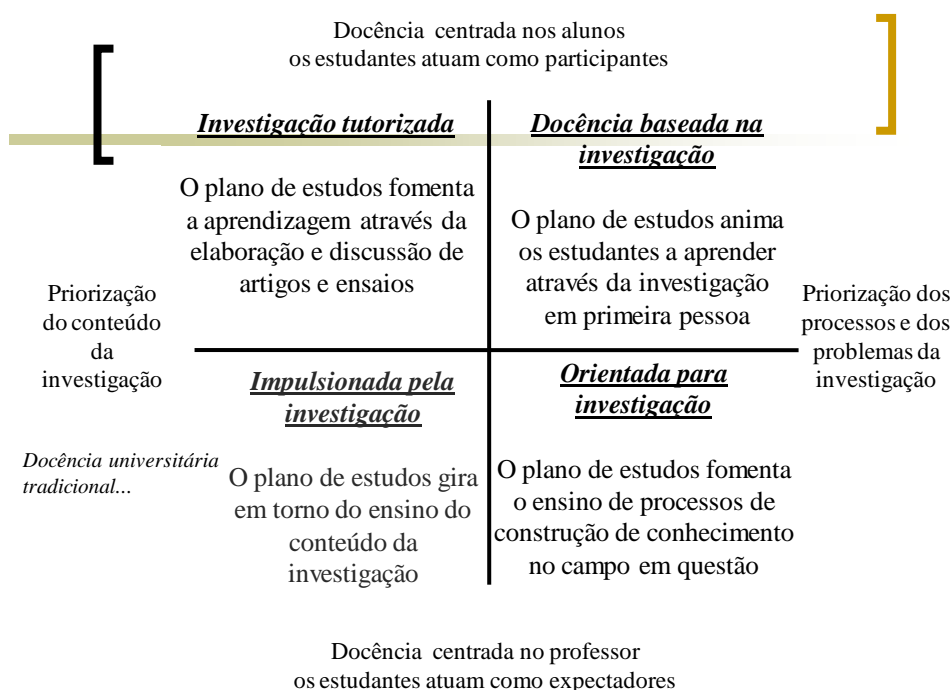 Docência centrada nos alunos
os estudantes atuam como participantes
Investigação tutorizada
O plano de estudos fomenta
a aprendizagem através da
elaboração e discussão de
artigos e ensaios
Docência baseada na
investigação
O plano de estudos anima
os estudantes a aprender
através da investigação
em primeira pessoa
Priorização
do conteúdo
da
investigação
Priorização dos
processos e dos
problemas da
investigação
Impulsionada pela
investigação
O plano de estudos gira
em torno do ensino do
conteúdo da
investigação
Orientada para
investigação
O plano de estudos fomenta
o ensino de processos de
construção de conhecimento
no campo em questão
Docência universitária
tradicional...
Docência centrada no professor
os estudantes atuam como expectadores